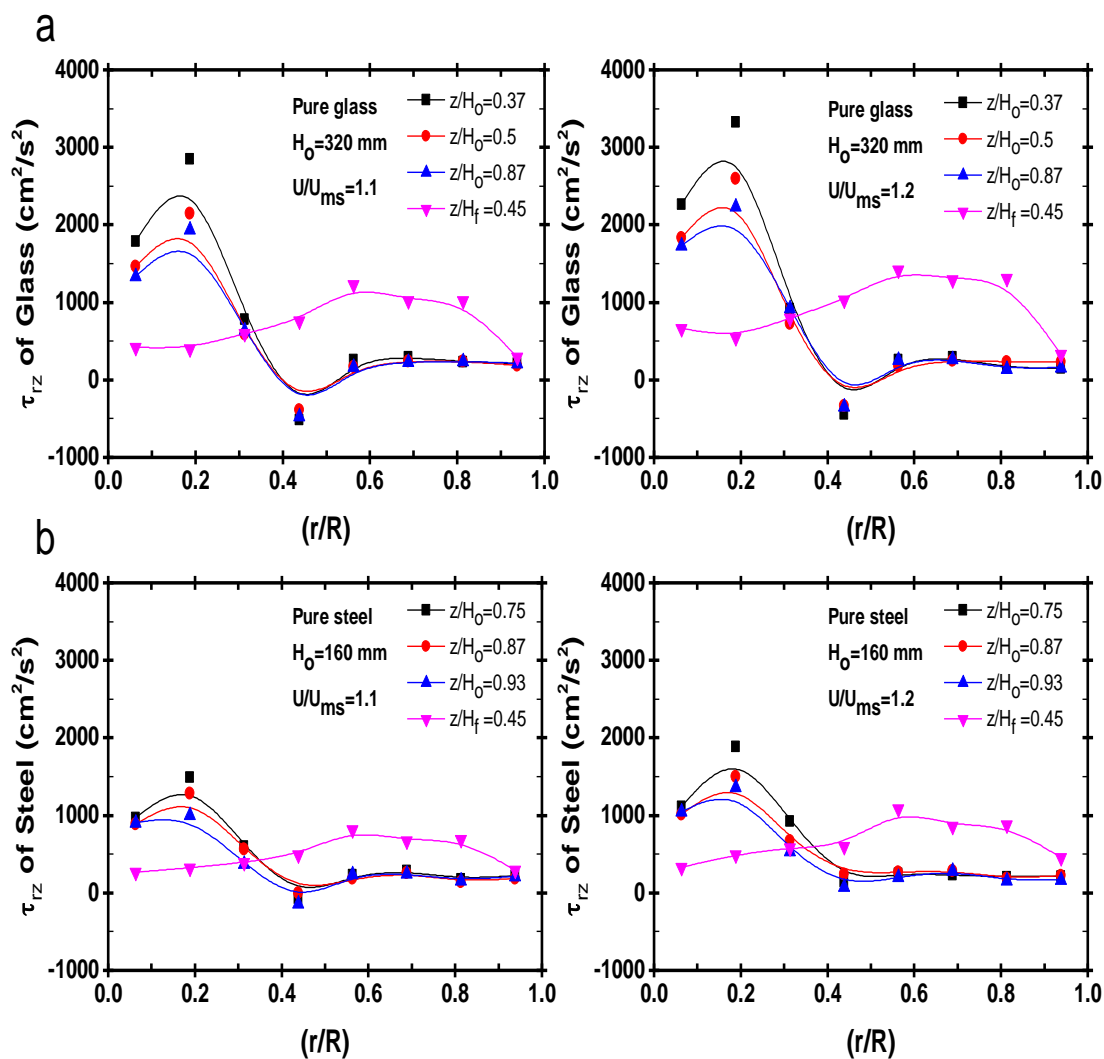 a
4000
3000
2000
1000
0
-1000
0.0 0.2 0.4 0.6 0.8 1.0
τrz of Glass (cm²/s²)
(r/R)
Pure glass
Ho=320 mm
U/Ums=1.1
z/Ho=0.37
z/Ho=0.5
z/Ho=0.87
z/Hf =0.45
4000
3000
2000
1000
0
-1000
0.0 0.2 0.4 0.6 0.8 1.0
τrz of Glass (cm²/s²)
(r/R)
Pure glass
Ho=320 mm
U/Ums=1.2
z/Ho=0.37
z/Ho=0.5
z/Ho=0.87
z/Hf =0.45
b
4000
3000
2000
1000
0
-1000
0.0 0.2 0.4 0.6 0.8 1.0
τrz of Steel (cm²/s²)
(r/R)
Pure steel
Ho=160 mm
U/Ums=1.1
z/Ho=0.75
z/Ho=0.87
z/Ho=0.93
z/Hf =0.45
4000
3000
2000
1000
0
-1000
0.0 0.2 0.4 0.6 0.8 1.0
τrz of Steel (cm²/s²)
(r/R)
Pure steel
Ho=160 mm
U/Ums=1.2
z/Ho=0.75
z/Ho=0.87
z/Ho=0.93
z/Hf =0.45